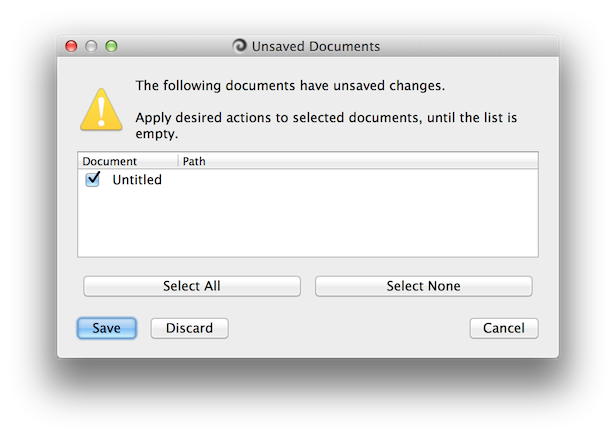 Unsaved Documents
The following documents have unsaved changes.
Apply desired actions to selected documents, until the list is
empty.
Document Path
Untitled
Select All Select None
Save Discard Cancel